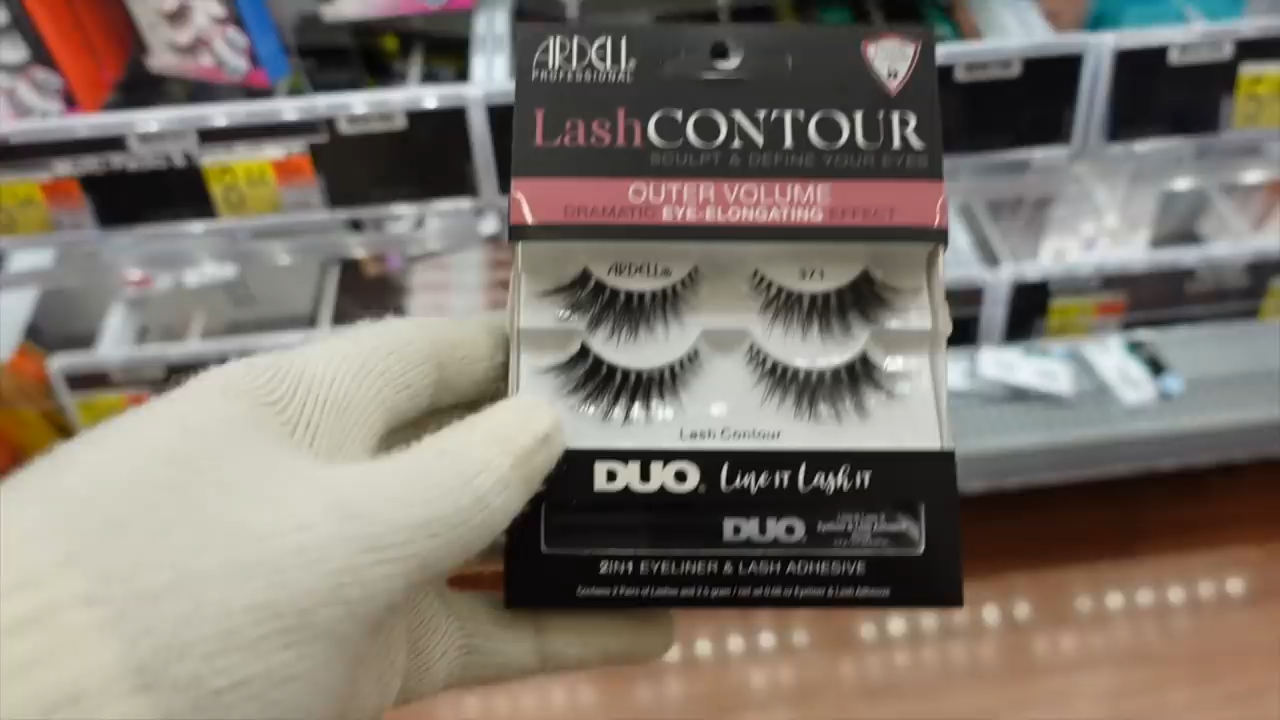 ARDELL
PROFESSIONAL
LashCONTOUR
SCULPT & DEFINE YOUR EYES
OUTER VOLUME
DRAMATIC EYE-ELONGATING EFFECT
ARDELL
371
Lash Contour
DUO. Line IT Lash IT
DUO.
2IN1 EYELINER & LASH ADHESIVE